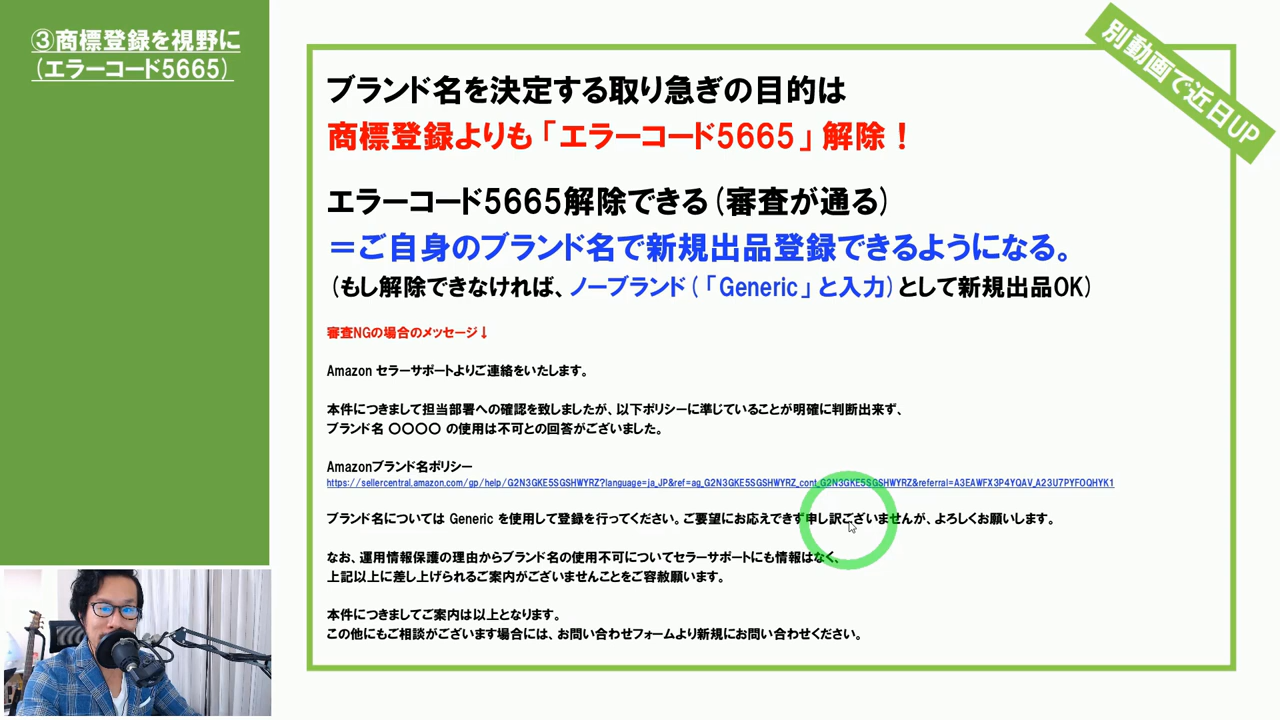 ③商標登録を視野に
(エラーコード5665)
別動画で近日UP
ブランド名を決定する取り急ぎの目的は
商標登録よりも「エラーコード5665」解除！
エラーコード5665解除できる(審査が通る)
＝ご自身のブランド名で新規出品登録できるようになる。
(もし解除できなければ、ノーブランド(「Generic」と入力)として新規出品OK)
審査NGの場合のメッセージ↓
Amazon セラーサポートよりご連絡をいたします。
本件につきまして担当部署への確認を致しましたが、以下ポリシーに準じていることが明確に判断出来ず、
ブランド名 〇〇〇〇 の使用は不可との回答がございました。
Amazonブランド名ポリシー
https://sellercentral.amazon.com/gp/help/G2N3GKE5SGSHWYRZ?language=ja_JP&ref=ag_G2N3GKE5SGSHWYRZ_cont_G2N3GKE5SGSHWYRZ&referral=A3EAWFX3P4YQAV_A23U7PYFOQHYK1
ブランド名については Generic を使用して登録を行ってください。ご要望にお応えできず申し訳ございませんが、よろしくお願いします。
なお、運用情報保護の理由からブランド名の使用不可についてセラーサポートにも情報はなく、
上記以上に差し上げられるご案内がございませんことをご容赦願います。
本件につきましてご案内は以上となります。
この他にもご相談がございます場合には、お問い合わせフォームより新規にお問い合わせください。